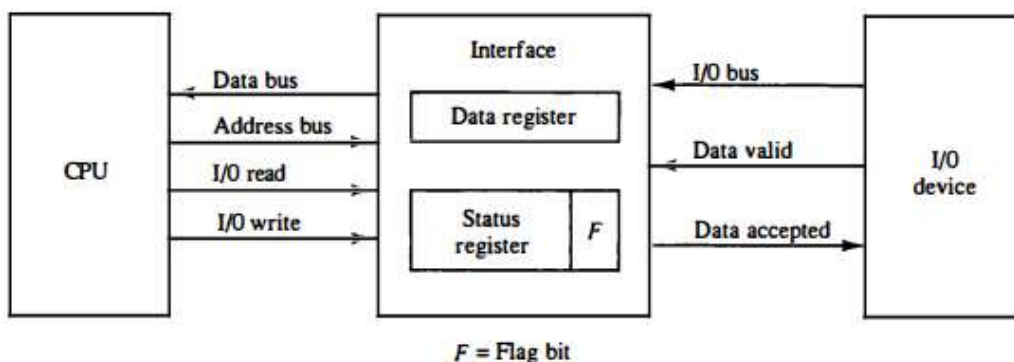 Interface
Data bus
I/O bus
Data register
Address bus
CPU
Data valid
I/O
device
I/O read
Status
register
F
I/O write
Data accepted
F = Flag bit